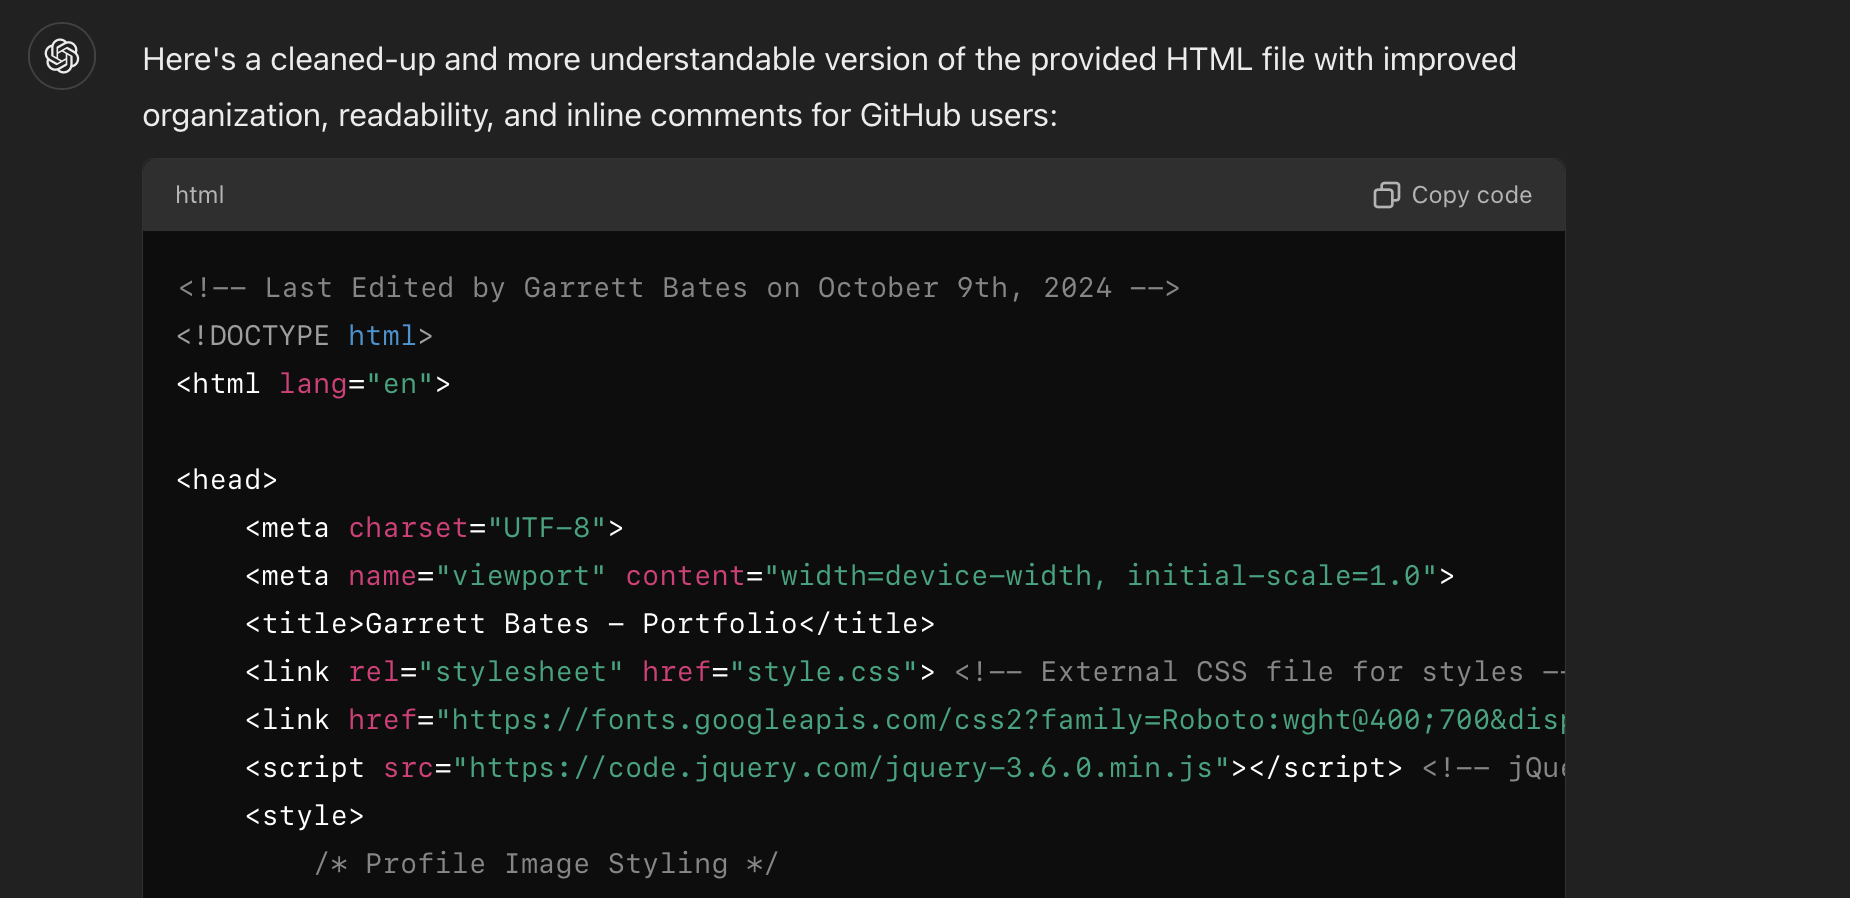 Here's a cleaned-up and more understandable version of the provided HTML file with improved
organization, readability, and inline comments for GitHub users:
html
Copy code
<!-- Last Edited by Garrett Bates on October 9th, 2024 -->
<!DOCTYPE html>
<html lang="en">
<head>
<meta charset="UTF-8">
<meta name="viewport" content="width=device-width, initial-scale=1.0">
<title>Garrett Bates - Portfolio</title>
<link rel="stylesheet" href="style.css"> <!-- External CSS file for styles --
<link href="https://fonts.googleapis.com/css2?family=Roboto:wght@400;700&disp
<script src="https://code.jquery.com/jquery-3.6.0.min.js"></script> <!-- jQue
<style>
/* Profile Image Styling */